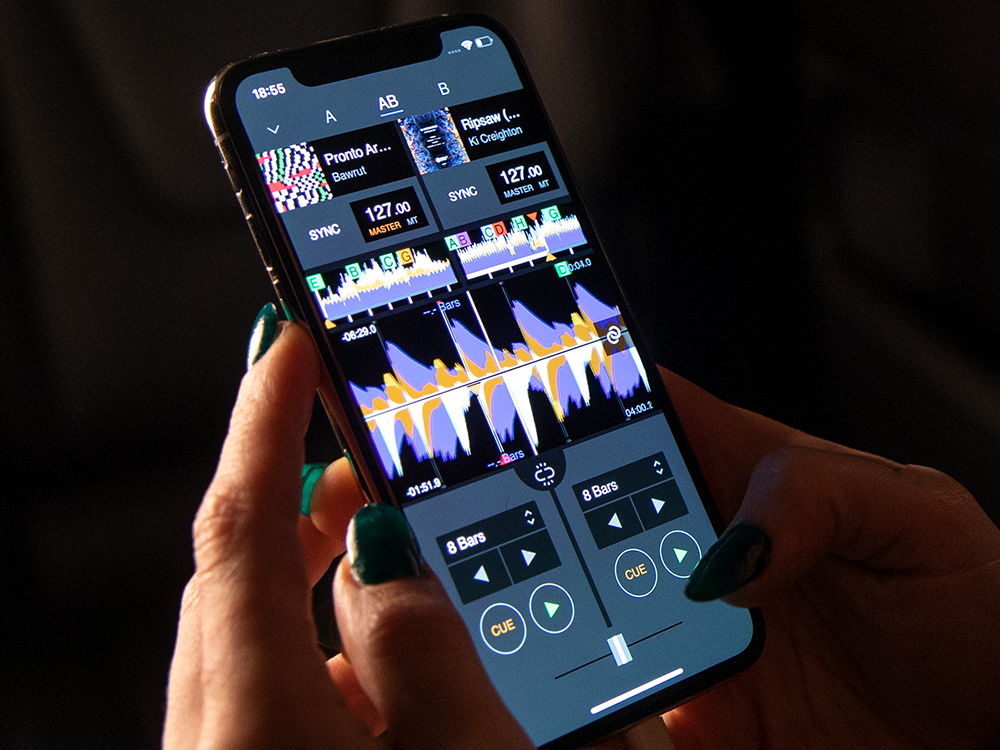 18:55
A AB B
Pronto Ar...
Bawrut
Ripsaw (...
Ki Creighton
SYNC
127.00
MASTER MT
SYNC
127.00
MASTER MT
E B C G
A B C D H G
-06:29.0
--.- Bars
D 0:04.0
-01:51.9
--.- Bars
04:00.2
8 Bars
CUE
8 Bars
CUE